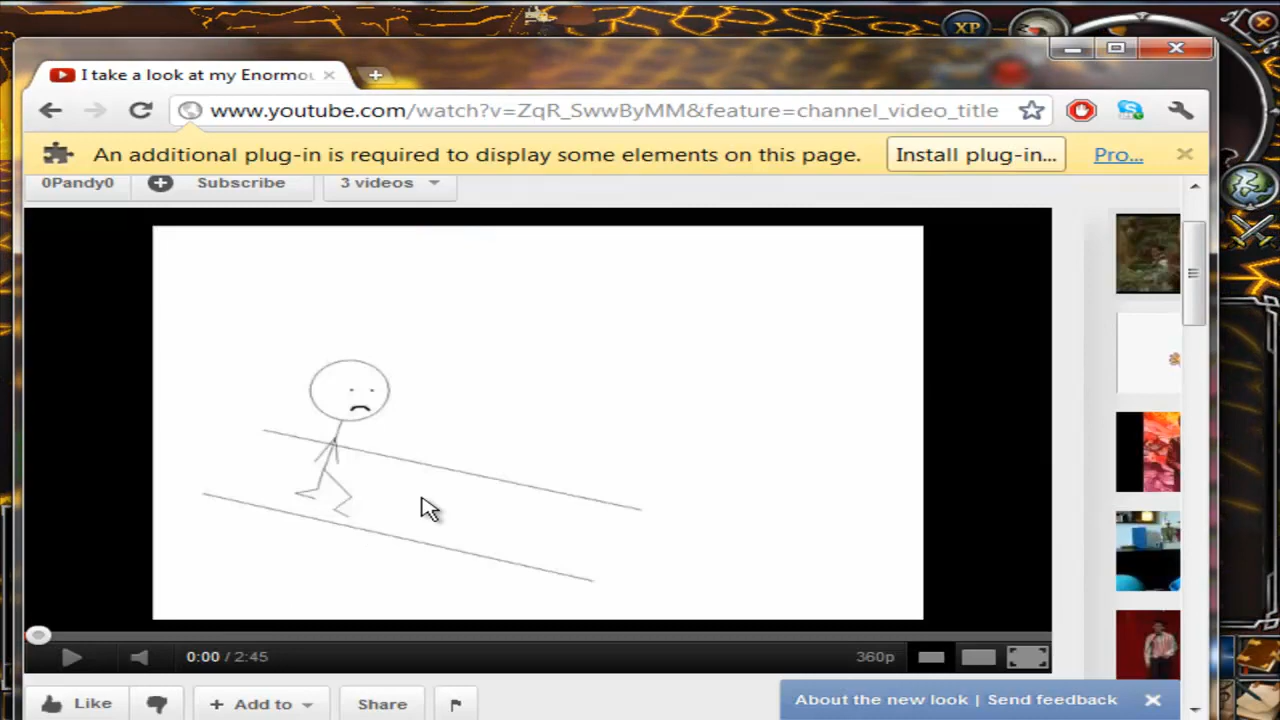 XP
I take a look at my Enormou
www.youtube.com/watch?v=ZqR_SwwByMM&feature=channel_video_title
An additional plug-in is required to display some elements on this page.
Install plug-in...
Pro...
0Pandy0
Subscribe
3 videos
0:00 / 2:45
360p
Like
Add to
Share
About the new look | Send feedback